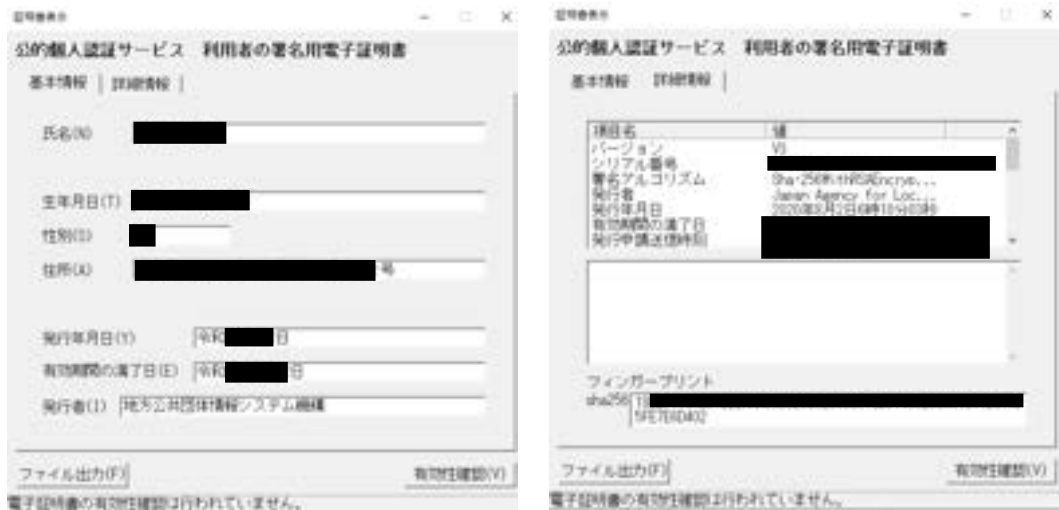 証明書表示
公的個人認証サービス 利用者の署名用電子証明書
基本情報 詳細情報
氏名(N)
生年月日(T)
性別(S)
住所(A) 号
発行年月日(Y) 令和 日
有効期間の満了日(E) 令和 日
発行者(I) 地方公共団体情報システム機構
ファイル出力(F) 有効性確認(V)
電子証明書の有効性確認は行われていません。
証明書表示
公的個人認証サービス 利用者の署名用電子証明書
基本情報 詳細情報
項目名 値
バージョン V3
シリアル番号
署名アルゴリズム Sha-256WithRSAEncryp...
発行者 Japan Agency for Loc...
発行年月日
有効期間の満了日
発行申請送信時刻
フィンガープリント
sha256
5FE7E6D402
ファイル出力(F) 有効性確認(V)
電子証明書の有効性確認は行われていません。